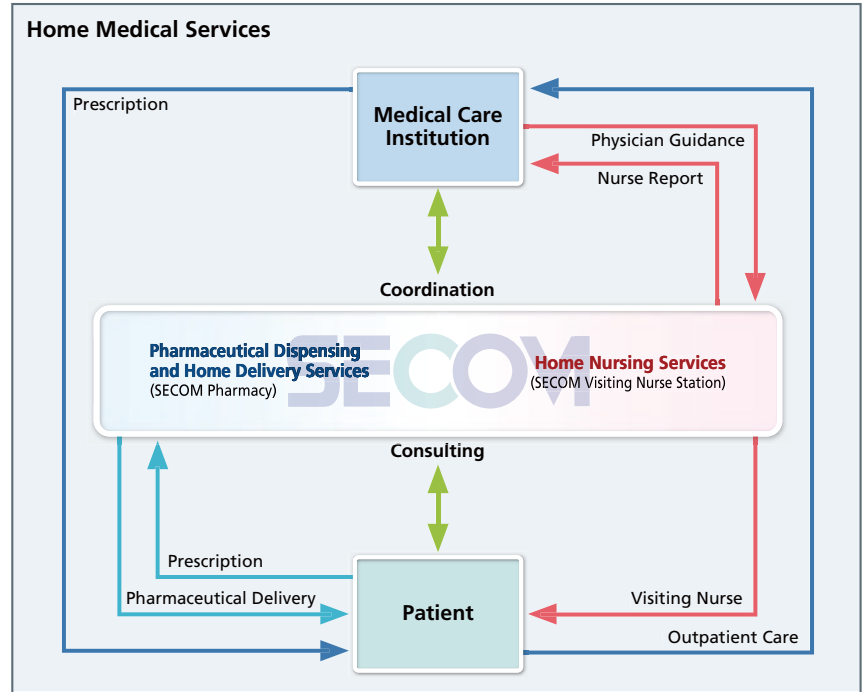 Home Medical Services
Prescription
Medical Care
Institution
Physician Guidance
Nurse Report
Coordination
SECOM
Pharmaceutical Dispensing
and Home Delivery Services
(SECOM Pharmacy)
Home Nursing Services
(SECOM Visiting Nurse Station)
Consulting
Prescription
Pharmaceutical Delivery
Patient
Visiting Nurse
Outpatient Care